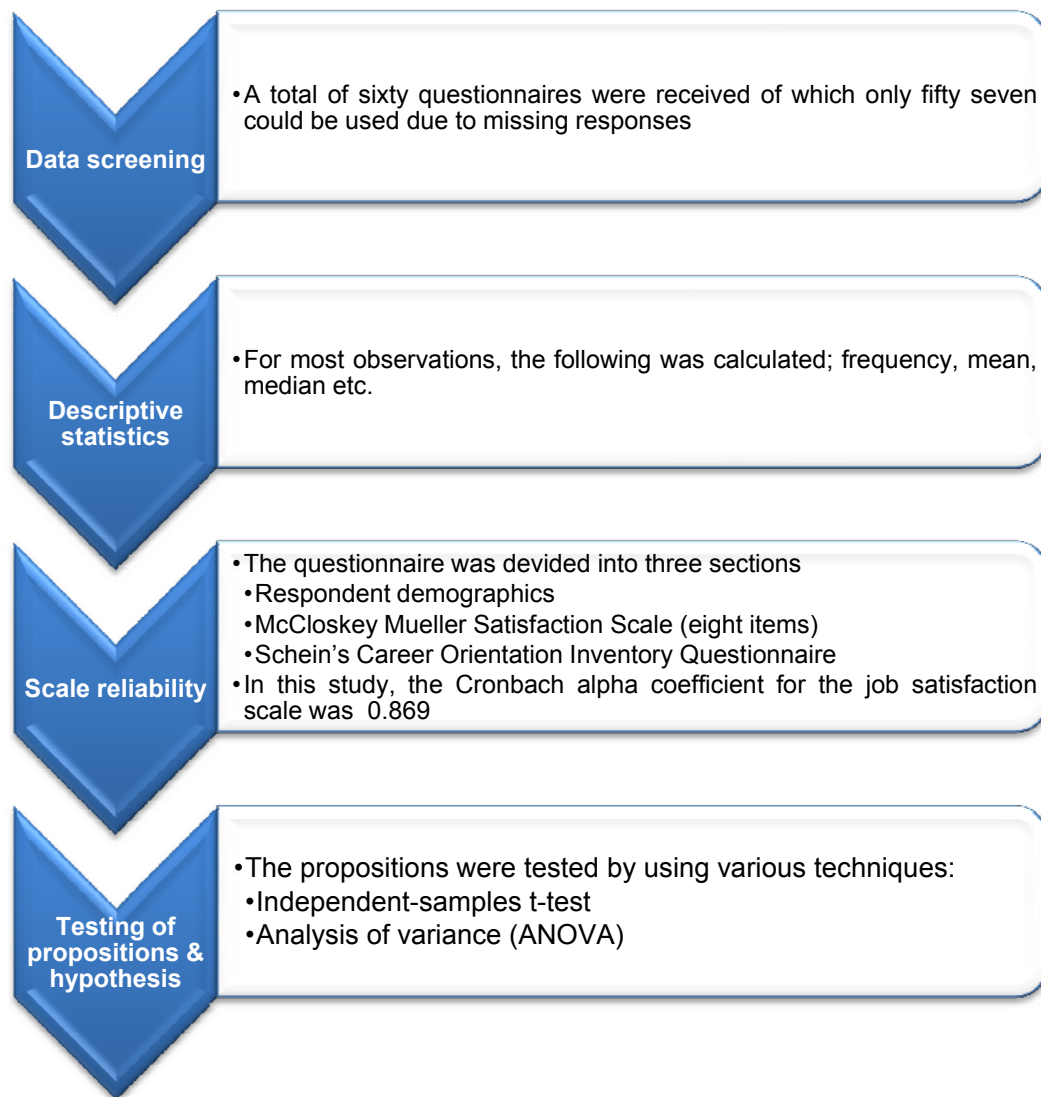 Data screening
•A total of sixty questionnaires were received of which only fifty seven
could be used due to missing responses
Descriptive
statistics
•For most observations, the following was calculated; frequency, mean,
median etc.
Scale reliability
•The questionnaire was devided into three sections
•Respondent demographics
•McCloskey Mueller Satisfaction Scale (eight items)
•Schein’s Career Orientation Inventory Questionnaire
•In this study, the Cronbach alpha coefficient for the job satisfaction
scale was 0.869
Testing of
propositions &
hypothesis
•The propositions were tested by using various techniques:
•Independent-samples t-test
•Analysis of variance (ANOVA)